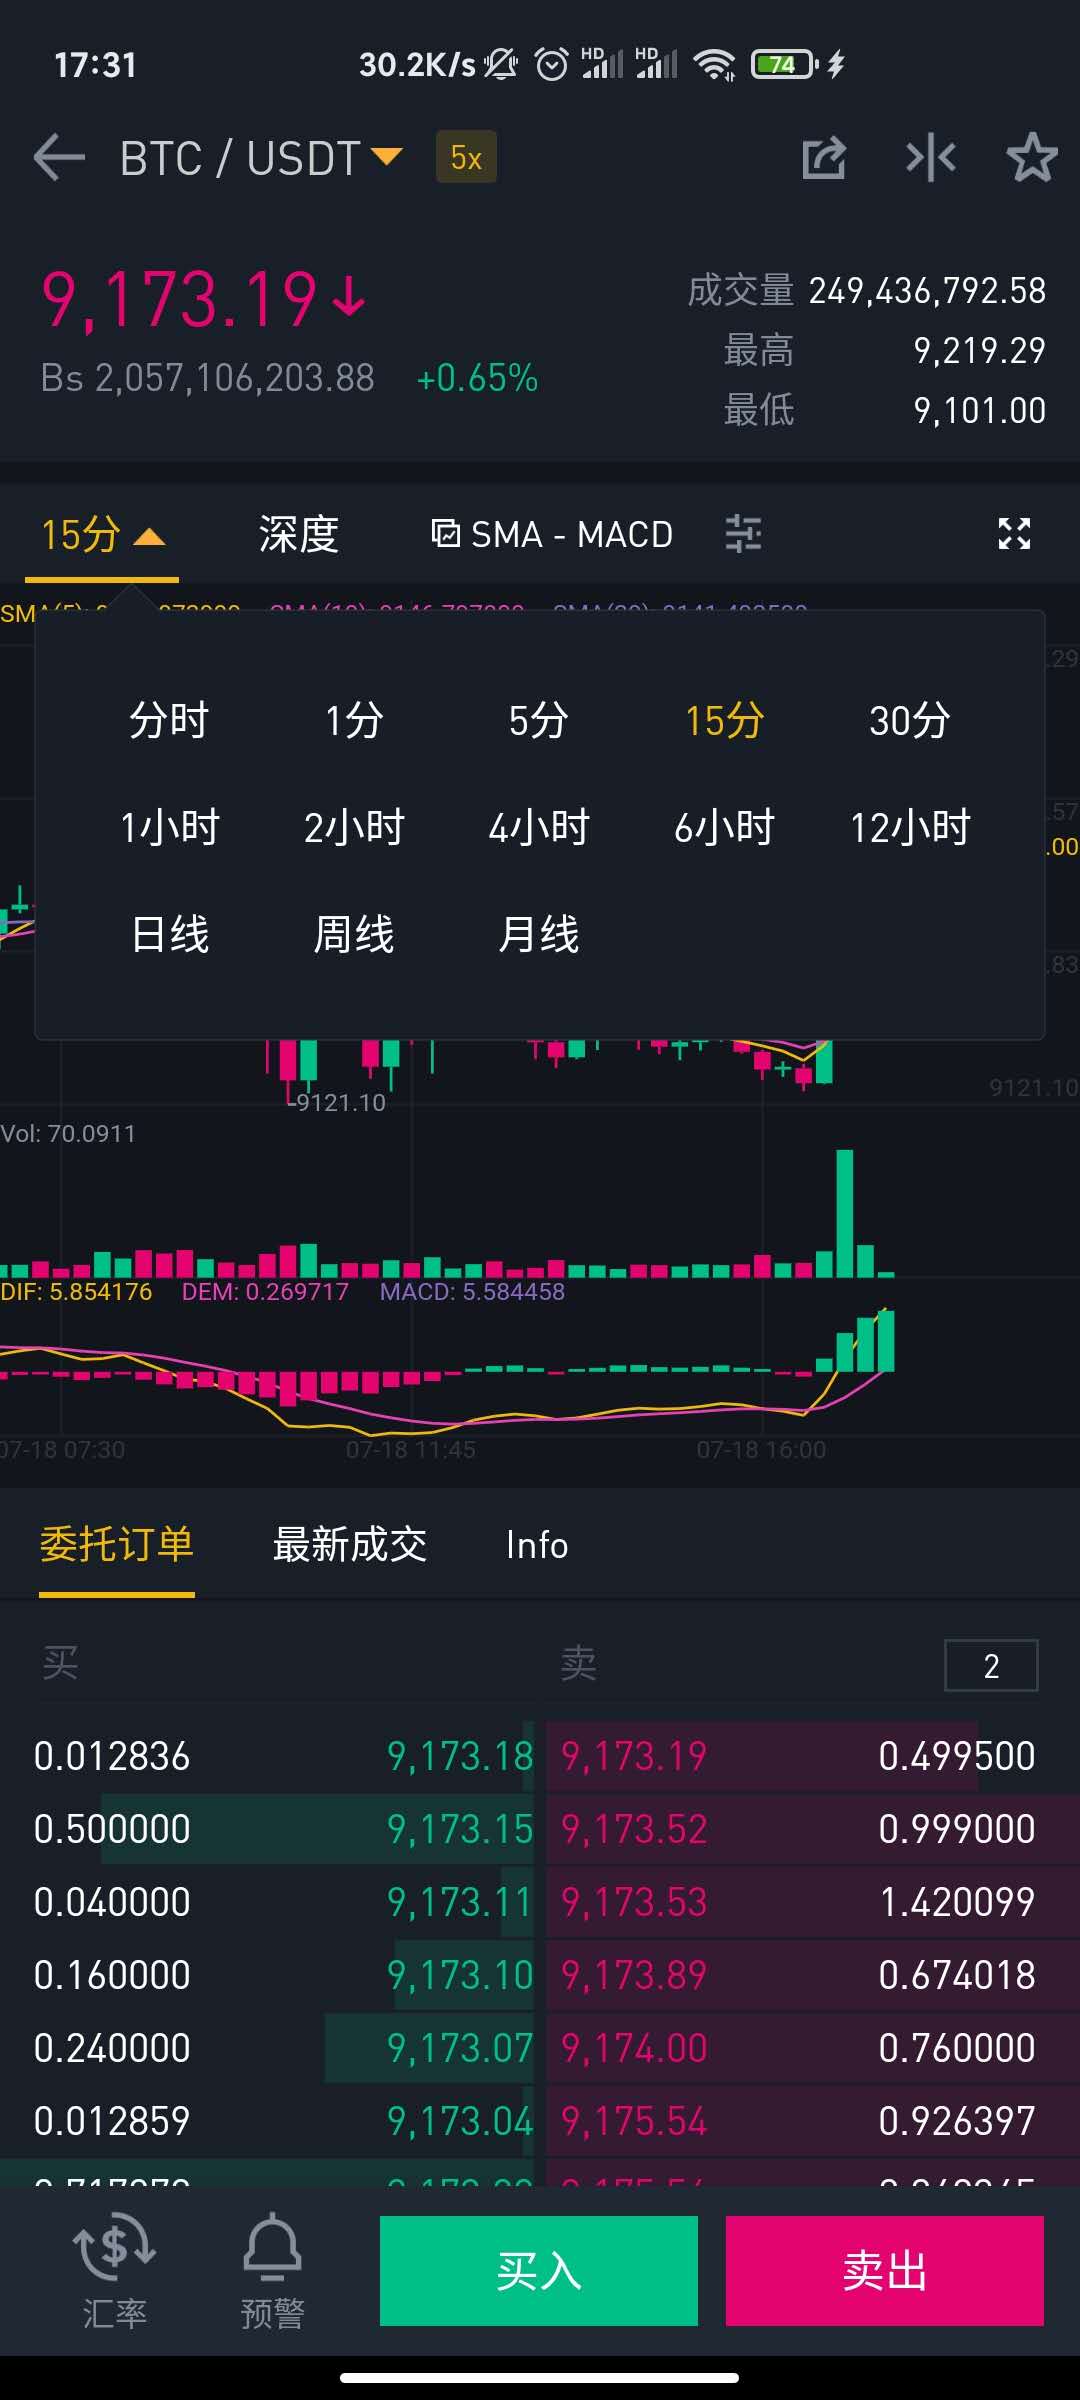 17:31 30.2K/s HD HD 74
BTC / USDT 5x
9,173.19↓
Bs 2,057,106,203.88 +0.65%
成交量 249,436,792.58
最高 9,219.29
最低 9,101.00
15分 深度 SMA - MACD
分时 1分 5分 15分 30分
1小时 2小时 4小时 6小时 12小时
日线 周线 月线
.29
.57
.00
.83
9121.10
9121.10
Vol: 70.0911
DIF: 5.854176 DEM: 0.269717 MACD: 5.584458
07-18 07:30 07-18 11:45 07-18 16:00
委托订单 最新成交 Info
买 卖 2
0.012836 9,173.18 9,173.19 0.499500
0.500000 9,173.15 9,173.52 0.999000
0.040000 9,173.11 9,173.53 1.420099
0.160000 9,173.10 9,173.89 0.674018
0.240000 9,173.07 9,174.00 0.760000
0.012859 9,173.04 9,175.54 0.926397
汇率 预警 买入 卖出